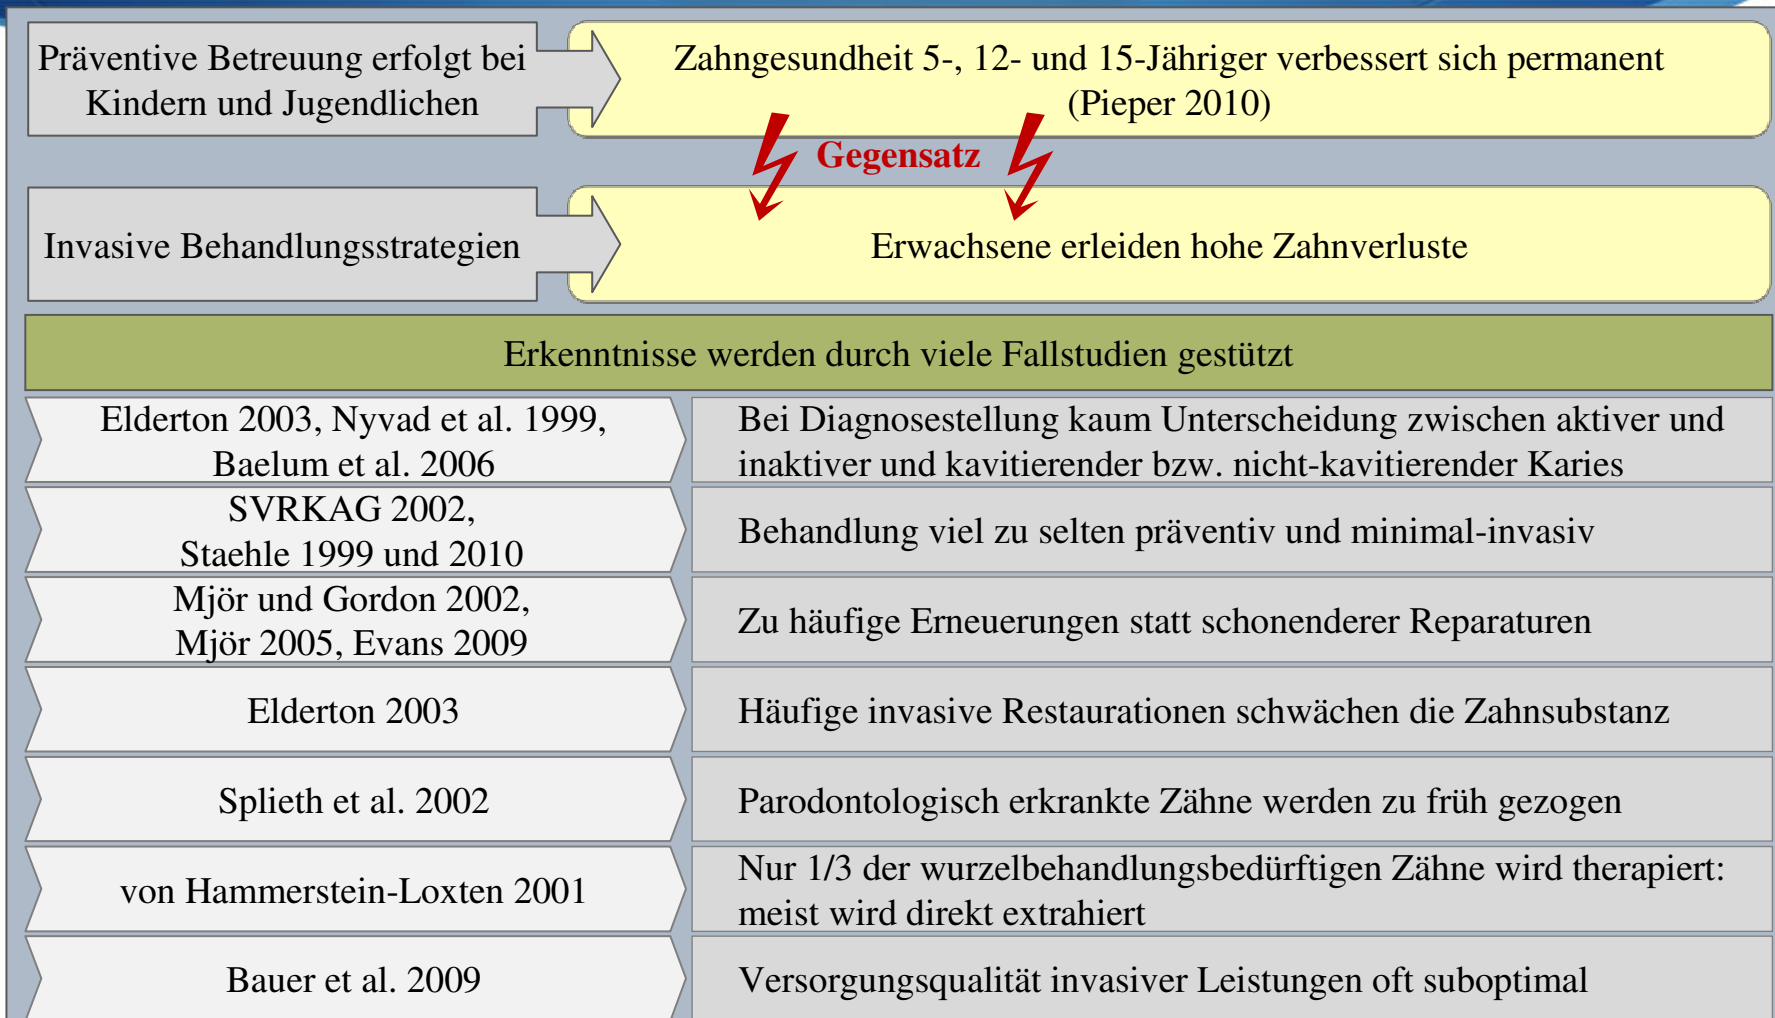 Präventive Betreuung erfolgt bei
Kindern und Jugendlichen
Zahngesundheit 5-, 12- und 15-Jähriger verbessert sich permanent
(Pieper 2010)
Gegensatz
Invasive Behandlungsstrategien
Erwachsene erleiden hohe Zahnverluste
Erkenntnisse werden durch viele Fallstudien gestützt
Elderton 2003, Nyvad et al. 1999,
Baelum et al. 2006
Bei Diagnosestellung kaum Unterscheidung zwischen aktiver und
inaktiver und kavitierender bzw. nicht-kavitierender Karies
SVRKAG 2002,
Staehle 1999 und 2010
Behandlung viel zu selten präventiv und minimal-invasiv
Mjör und Gordon 2002,
Mjör 2005, Evans 2009
Zu häufige Erneuerungen statt schonenderer Reparaturen
Elderton 2003
Häufige invasive Restaurationen schwächen die Zahnsubstanz
Splieth et al. 2002
Parodontologisch erkrankte Zähne werden zu früh gezogen
von Hammerstein-Loxten 2001
Nur 1/3 der wurzelbehandlungsbedürftigen Zähne wird therapiert:
meist wird direkt extrahiert
Bauer et al. 2009
Versorgungsqualität invasiver Leistungen oft suboptimal